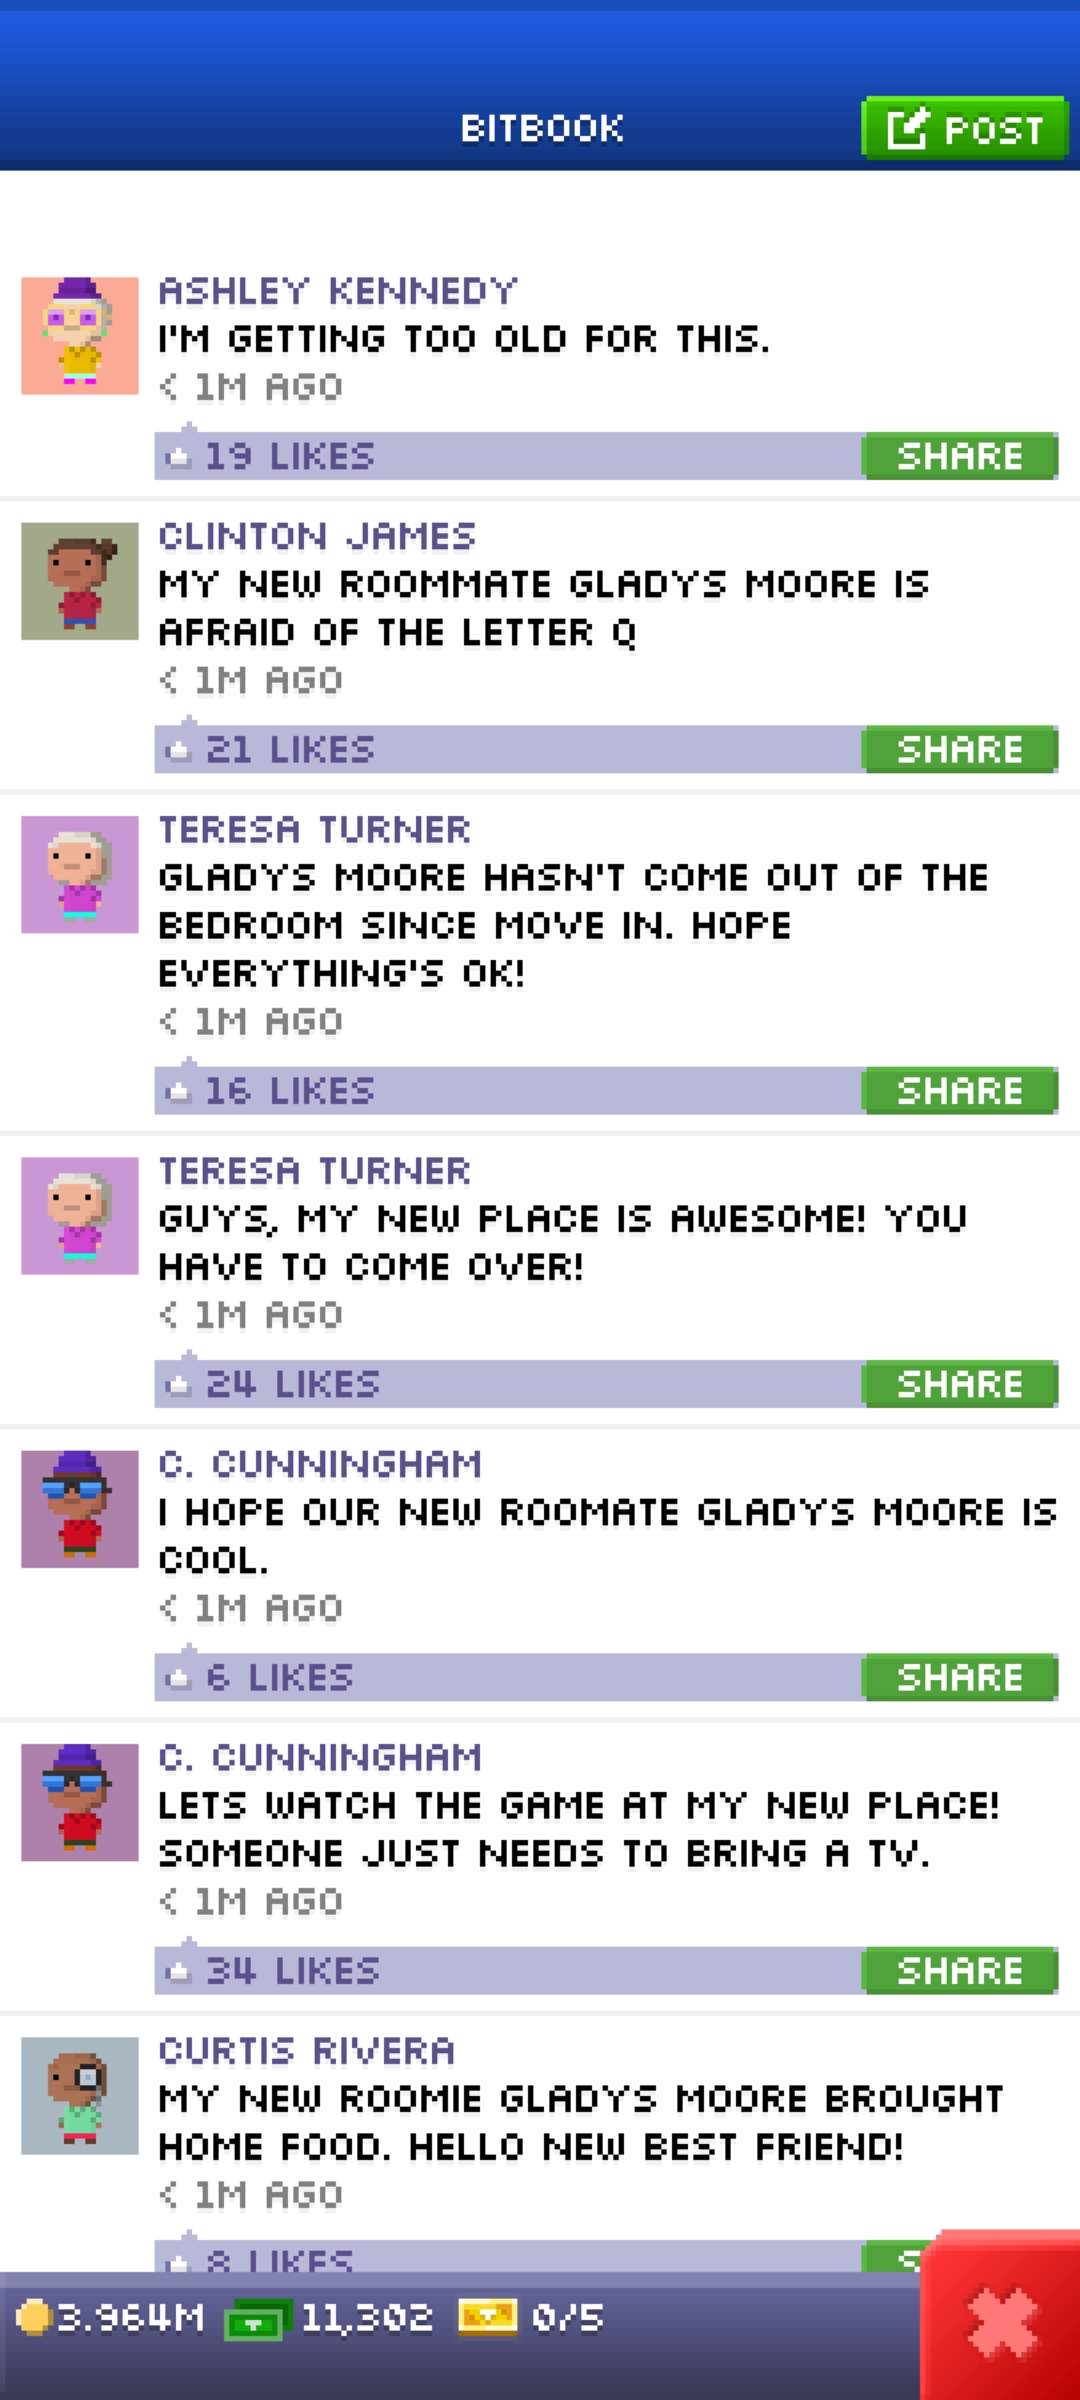 BITBOOK
POST
ASHLEY KENNEDY
I'M GETTING TOO OLD FOR THIS.
< 1M AGO
19 LIKES
SHARE
CLINTON JAMES
MY NEW ROOMMATE GLADYS MOORE IS
AFRAID OF THE LETTER Q
< 1M AGO
21 LIKES
SHARE
TERESA TURNER
GLADYS MOORE HASN'T COME OUT OF THE
BEDROOM SINCE MOVE IN. HOPE
EVERYTHING'S OK!
< 1M AGO
16 LIKES
SHARE
TERESA TURNER
GUYS, MY NEW PLACE IS AWESOME! YOU
HAVE TO COME OVER!
< 1M AGO
24 LIKES
SHARE
C. CUNNINGHAM
I HOPE OUR NEW ROOMATE GLADYS MOORE IS
COOL.
< 1M AGO
6 LIKES
SHARE
C. CUNNINGHAM
LETS WATCH THE GAME AT MY NEW PLACE!
SOMEONE JUST NEEDS TO BRING A TV.
< 1M AGO
34 LIKES
SHARE
CURTIS RIVERA
MY NEW ROOMIE GLADYS MOORE BROUGHT
HOME FOOD. HELLO NEW BEST FRIEND!
< 1M AGO
8 LIKES
3.964M 11,302 0/5